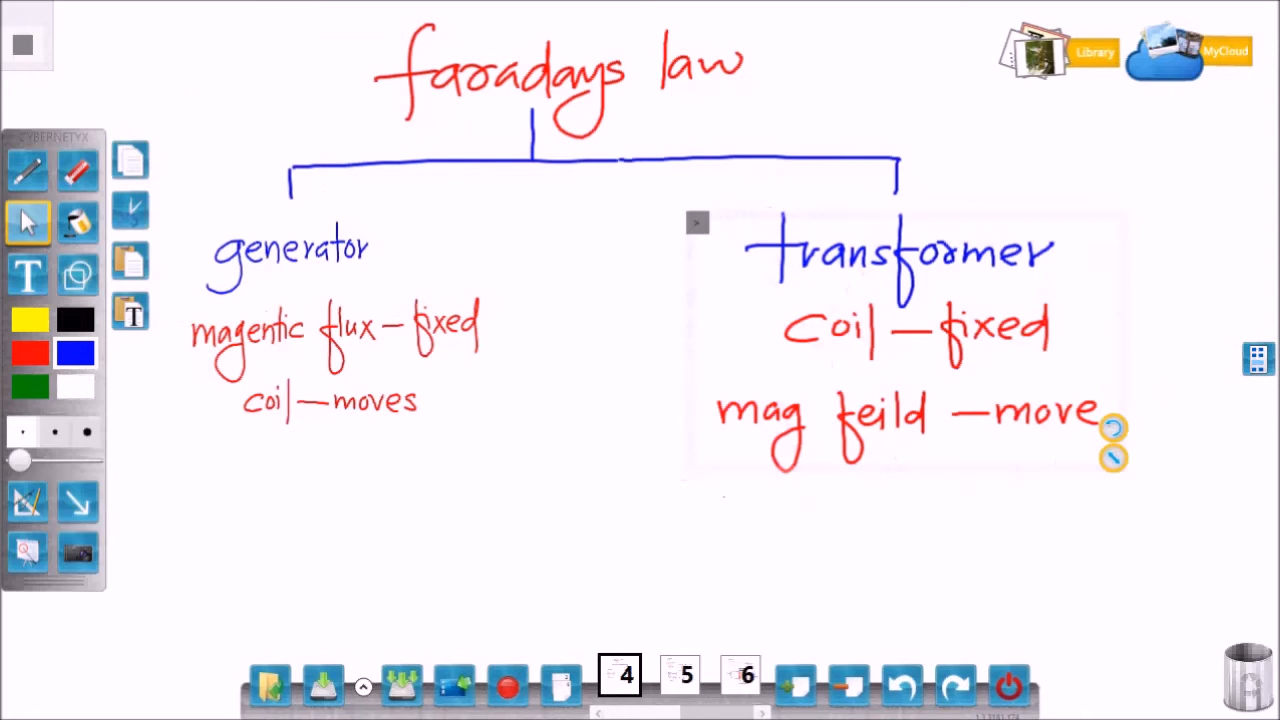 faradays law
Library
MyCloud
CYBERNETYX
generator
transformer
magentic flux – fixed
coil – fixed
coil – moves
mag feild – move
T
T
4
5
6